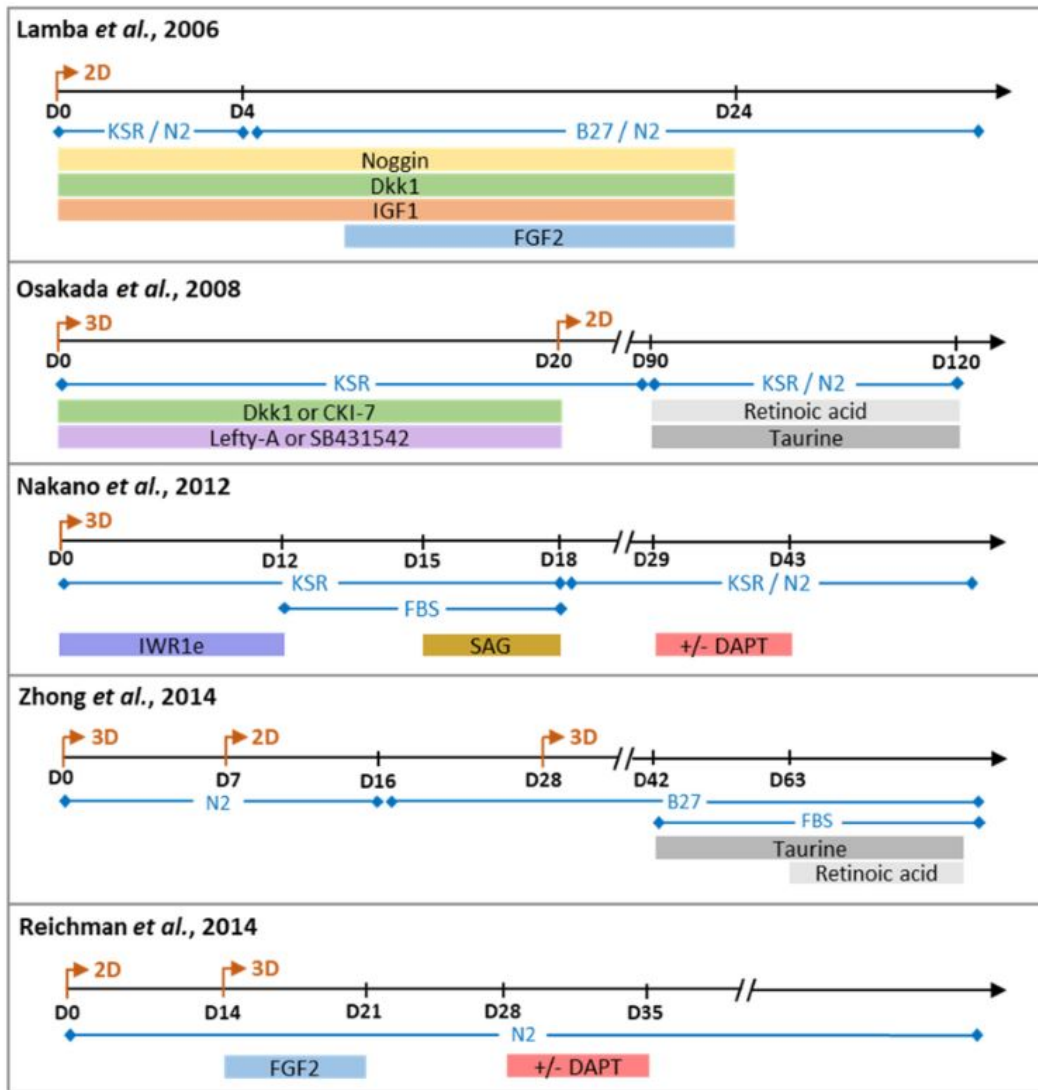 Lamba et al., 2006
2D
D0 D4 D24
KSR / N2 B27 / N2
Noggin
Dkk1
IGF1
FGF2
Osakada et al., 2008
3D 2D
D0 D20 D90 D120
KSR KSR / N2
Dkk1 or CKI-7 Retinoic acid
Lefty-A or SB431542 Taurine
Nakano et al., 2012
3D
D0 D12 D15 D18 D29 D43
KSR KSR / N2
FBS
IWR1e SAG +/- DAPT
Zhong et al., 2014
3D 2D 3D
D0 D7 D16 D28 D42 D63
N2 B27
FBS
Taurine
Retinoic acid
Reichman et al., 2014
2D 3D
D0 D14 D21 D28 D35
N2
FGF2 +/- DAPT